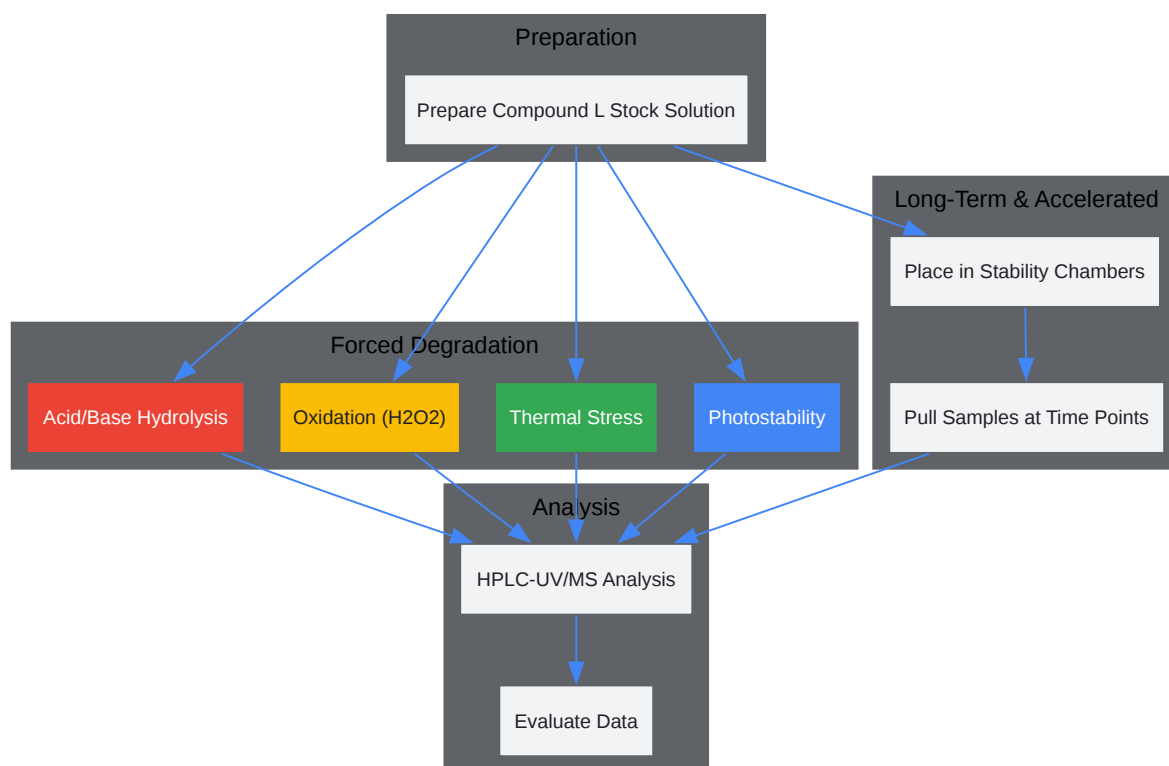 Preparation
Prepare Compound L Stock Solution
Long-Term & Accelerated
Place in Stability Chambers
Pull Samples at Time Points
Forced Degradation
Acid/Base Hydrolysis
Oxidation (H2O2)
Thermal Stress
Photostability
Analysis
HPLC-UV/MS Analysis
Evaluate Data